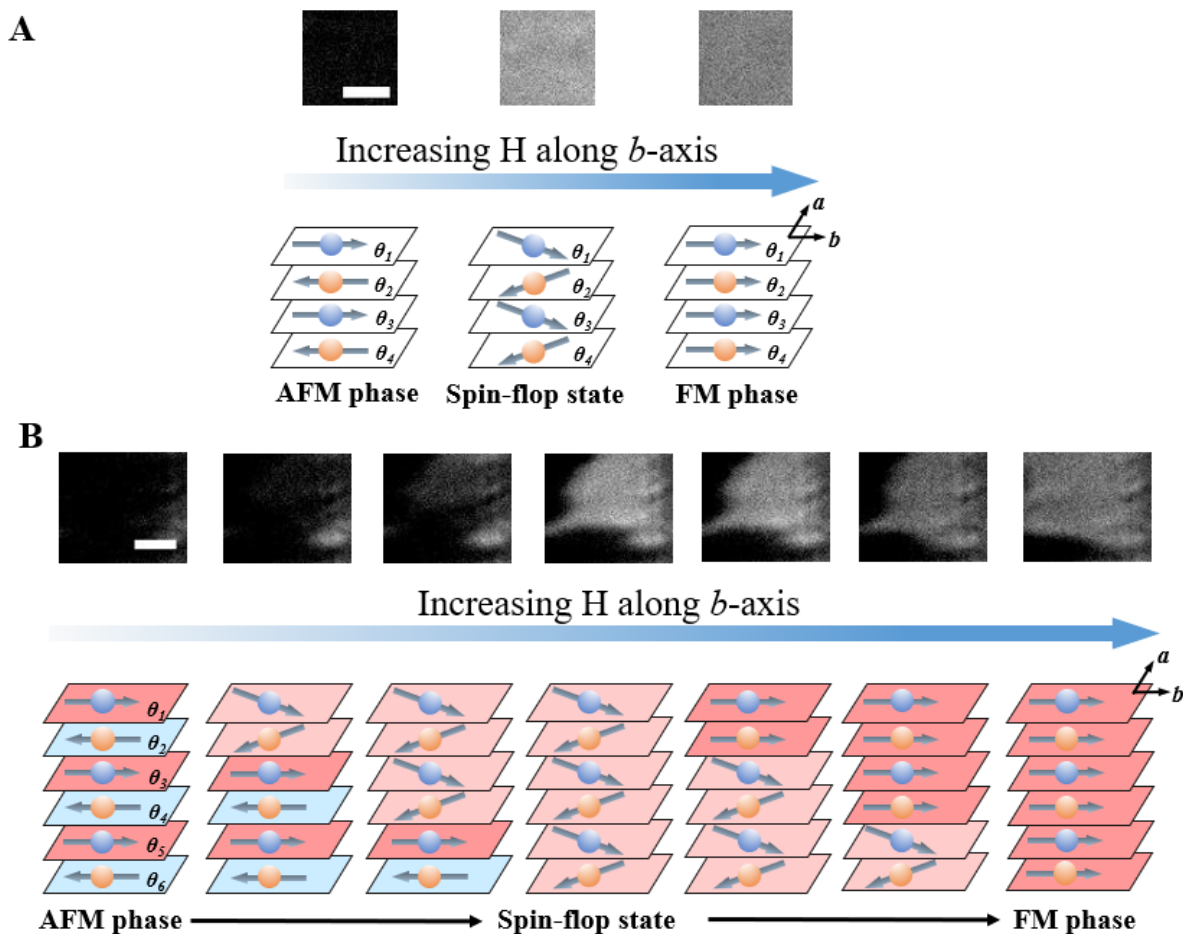 A
Increasing H along b-axis
a
b
θ1 θ1 θ1
θ2 θ2 θ2
θ3 θ3 θ3
θ4 θ4 θ4
AFM phase Spin-flop state FM phase
B
Increasing H along b-axis
a
b
θ1
θ2
θ3
θ4
θ5
θ6
AFM phase Spin-flop state FM phase